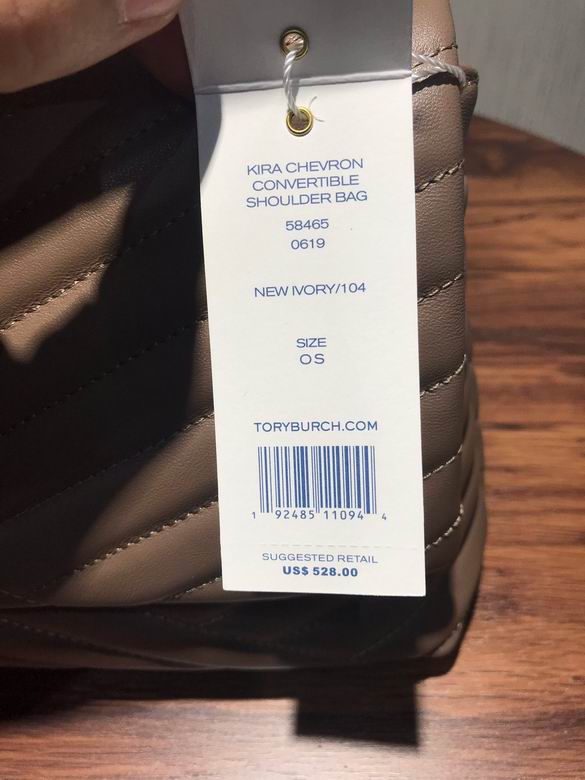 KIRA CHEVRON
CONVERTIBLE
SHOULDER BAG
58465
0619
NEW IVORY/104
SIZE
OS
TORYBURCH.COM
1 92485 11094 4
SUGGESTED RETAIL
US$ 528.00